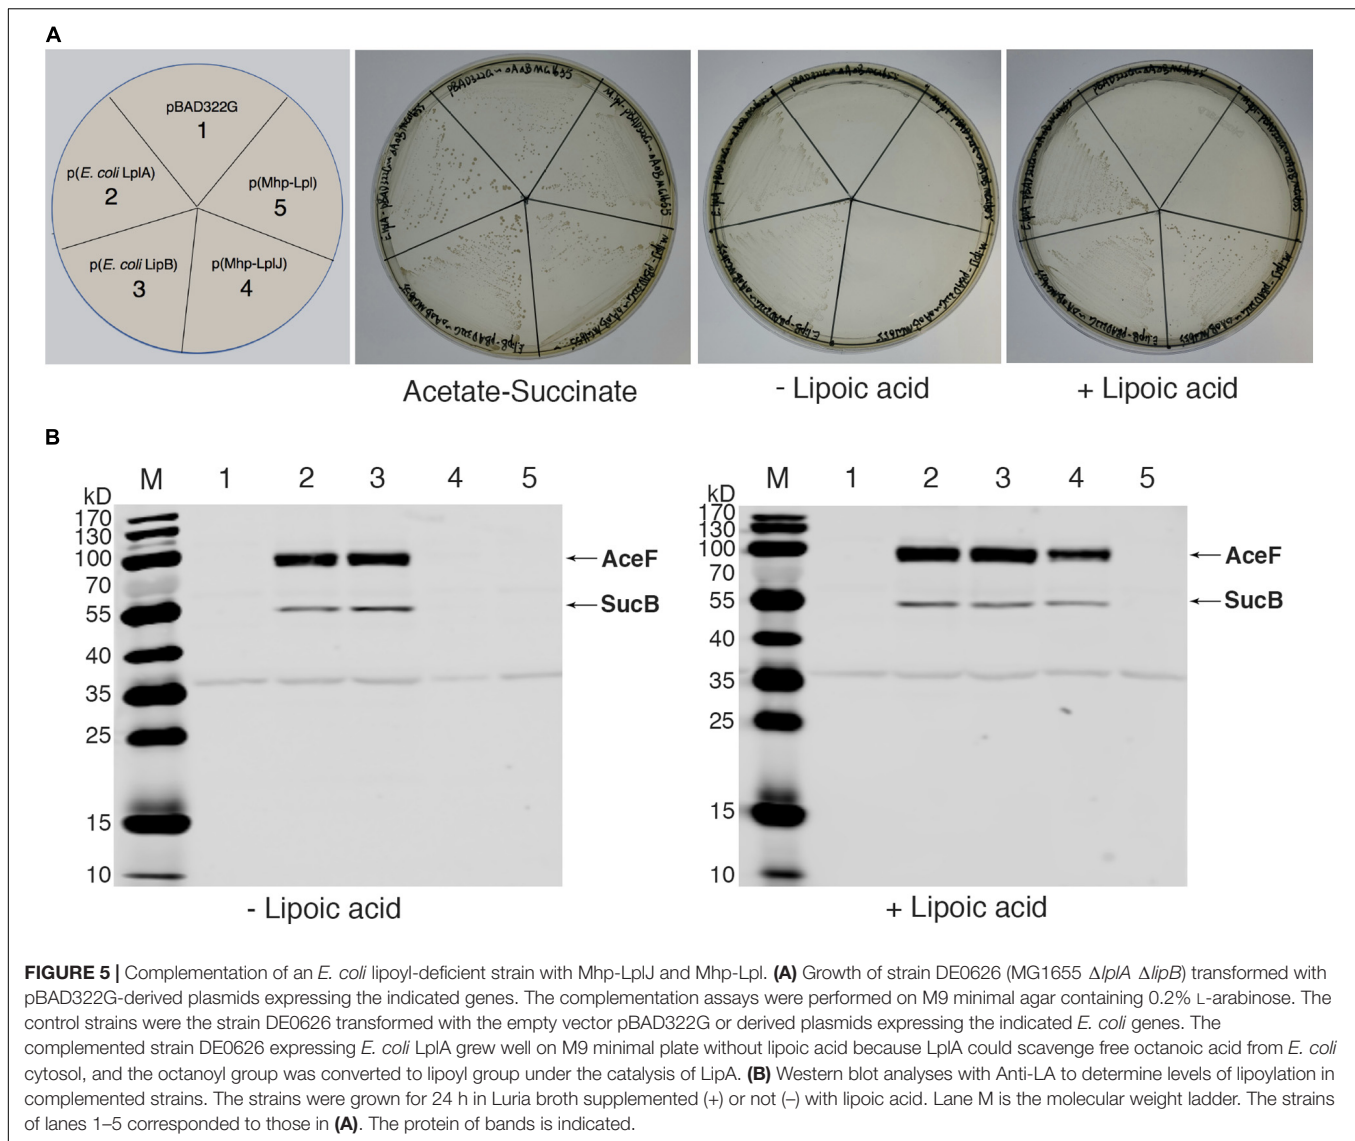 A
pBAD322G
1
p(E. coli LplA)
2
p(Mhp-Lpl)
5
p(E. coli LipB)
3
p(Mhp-LplJ)
4
Acetate-Succinate
- Lipoic acid
+ Lipoic acid
B
kD M 1 2 3 4 5
170
130
100
70
55
40
35
25
15
10
AceF
SucB
- Lipoic acid
kD M 1 2 3 4 5
170
130
100
70
55
40
35
25
15
10
AceF
SucB
+ Lipoic acid
FIGURE 5 | Complementation of an E. coli lipoyl-deficient strain with Mhp-LplJ and Mhp-Lpl. (A) Growth of strain DE0626 (MG1655 ΔlplA ΔlipB) transformed with
pBAD322G-derived plasmids expressing the indicated genes. The complementation assays were performed on M9 minimal agar containing 0.2% L-arabinose. The
control strains were the strain DE0626 transformed with the empty vector pBAD322G or derived plasmids expressing the indicated E. coli genes. The
complemented strain DE0626 expressing E. coli LplA grew well on M9 minimal plate without lipoic acid because LplA could scavenge free octanoic acid from E. coli
cytosol, and the octanoyl group was converted to lipoyl group under the catalysis of LipA. (B) Western blot analyses with Anti-LA to determine levels of lipoylation in
complemented strains. The strains were grown for 24 h in Luria broth supplemented (+) or not (–) with lipoic acid. Lane M is the molecular weight ladder. The strains
of lanes 1–5 corresponded to those in (A). The protein of bands is indicated.